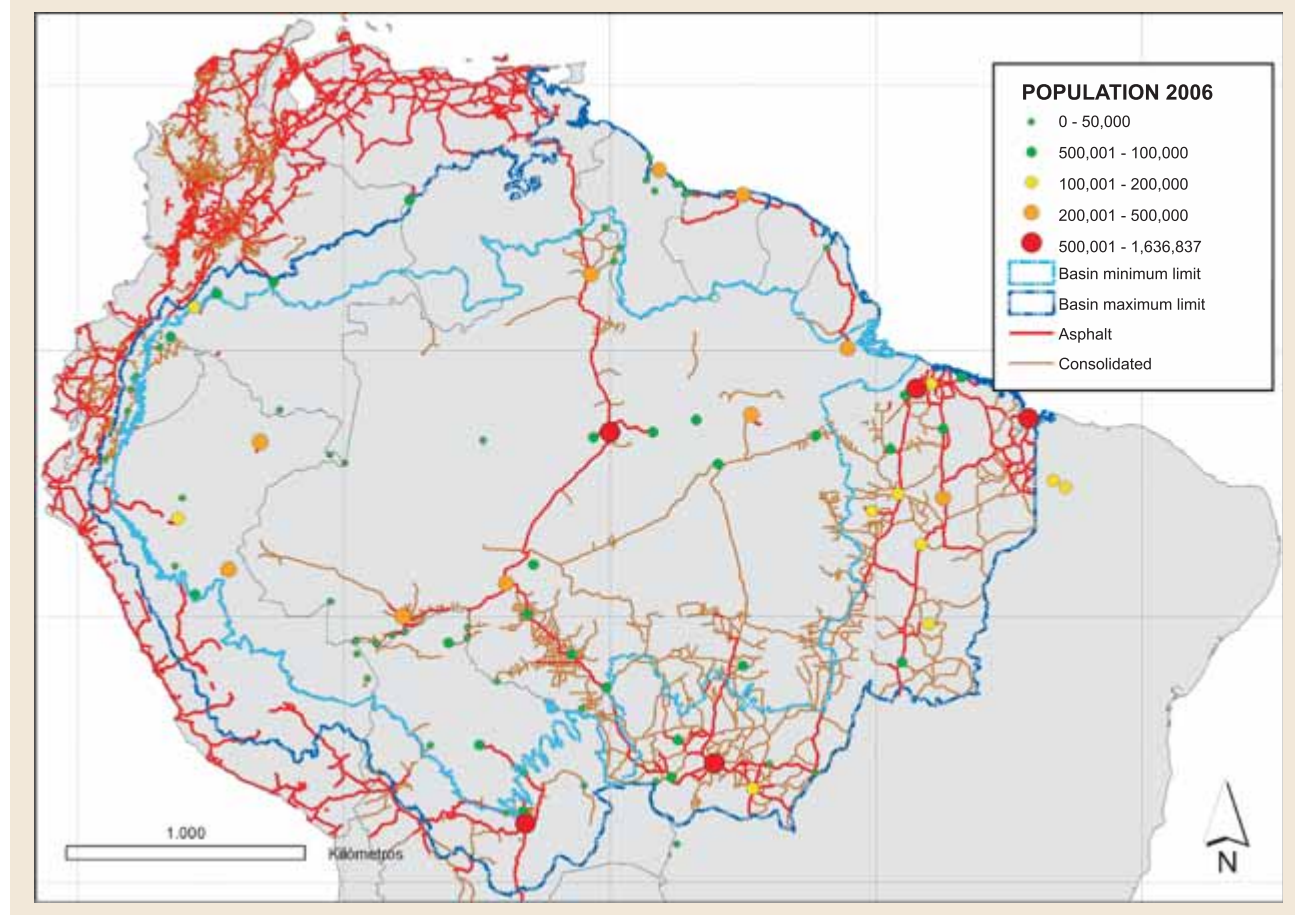 POPULATION 2006
0 - 50,000
500,001 - 100,000
100,001 - 200,000
200,001 - 500,000
500,001 - 1,636,837
Basin minimum limit
Basin maximum limit
Asphalt
Consolidated
1.000
Kilómetros
N